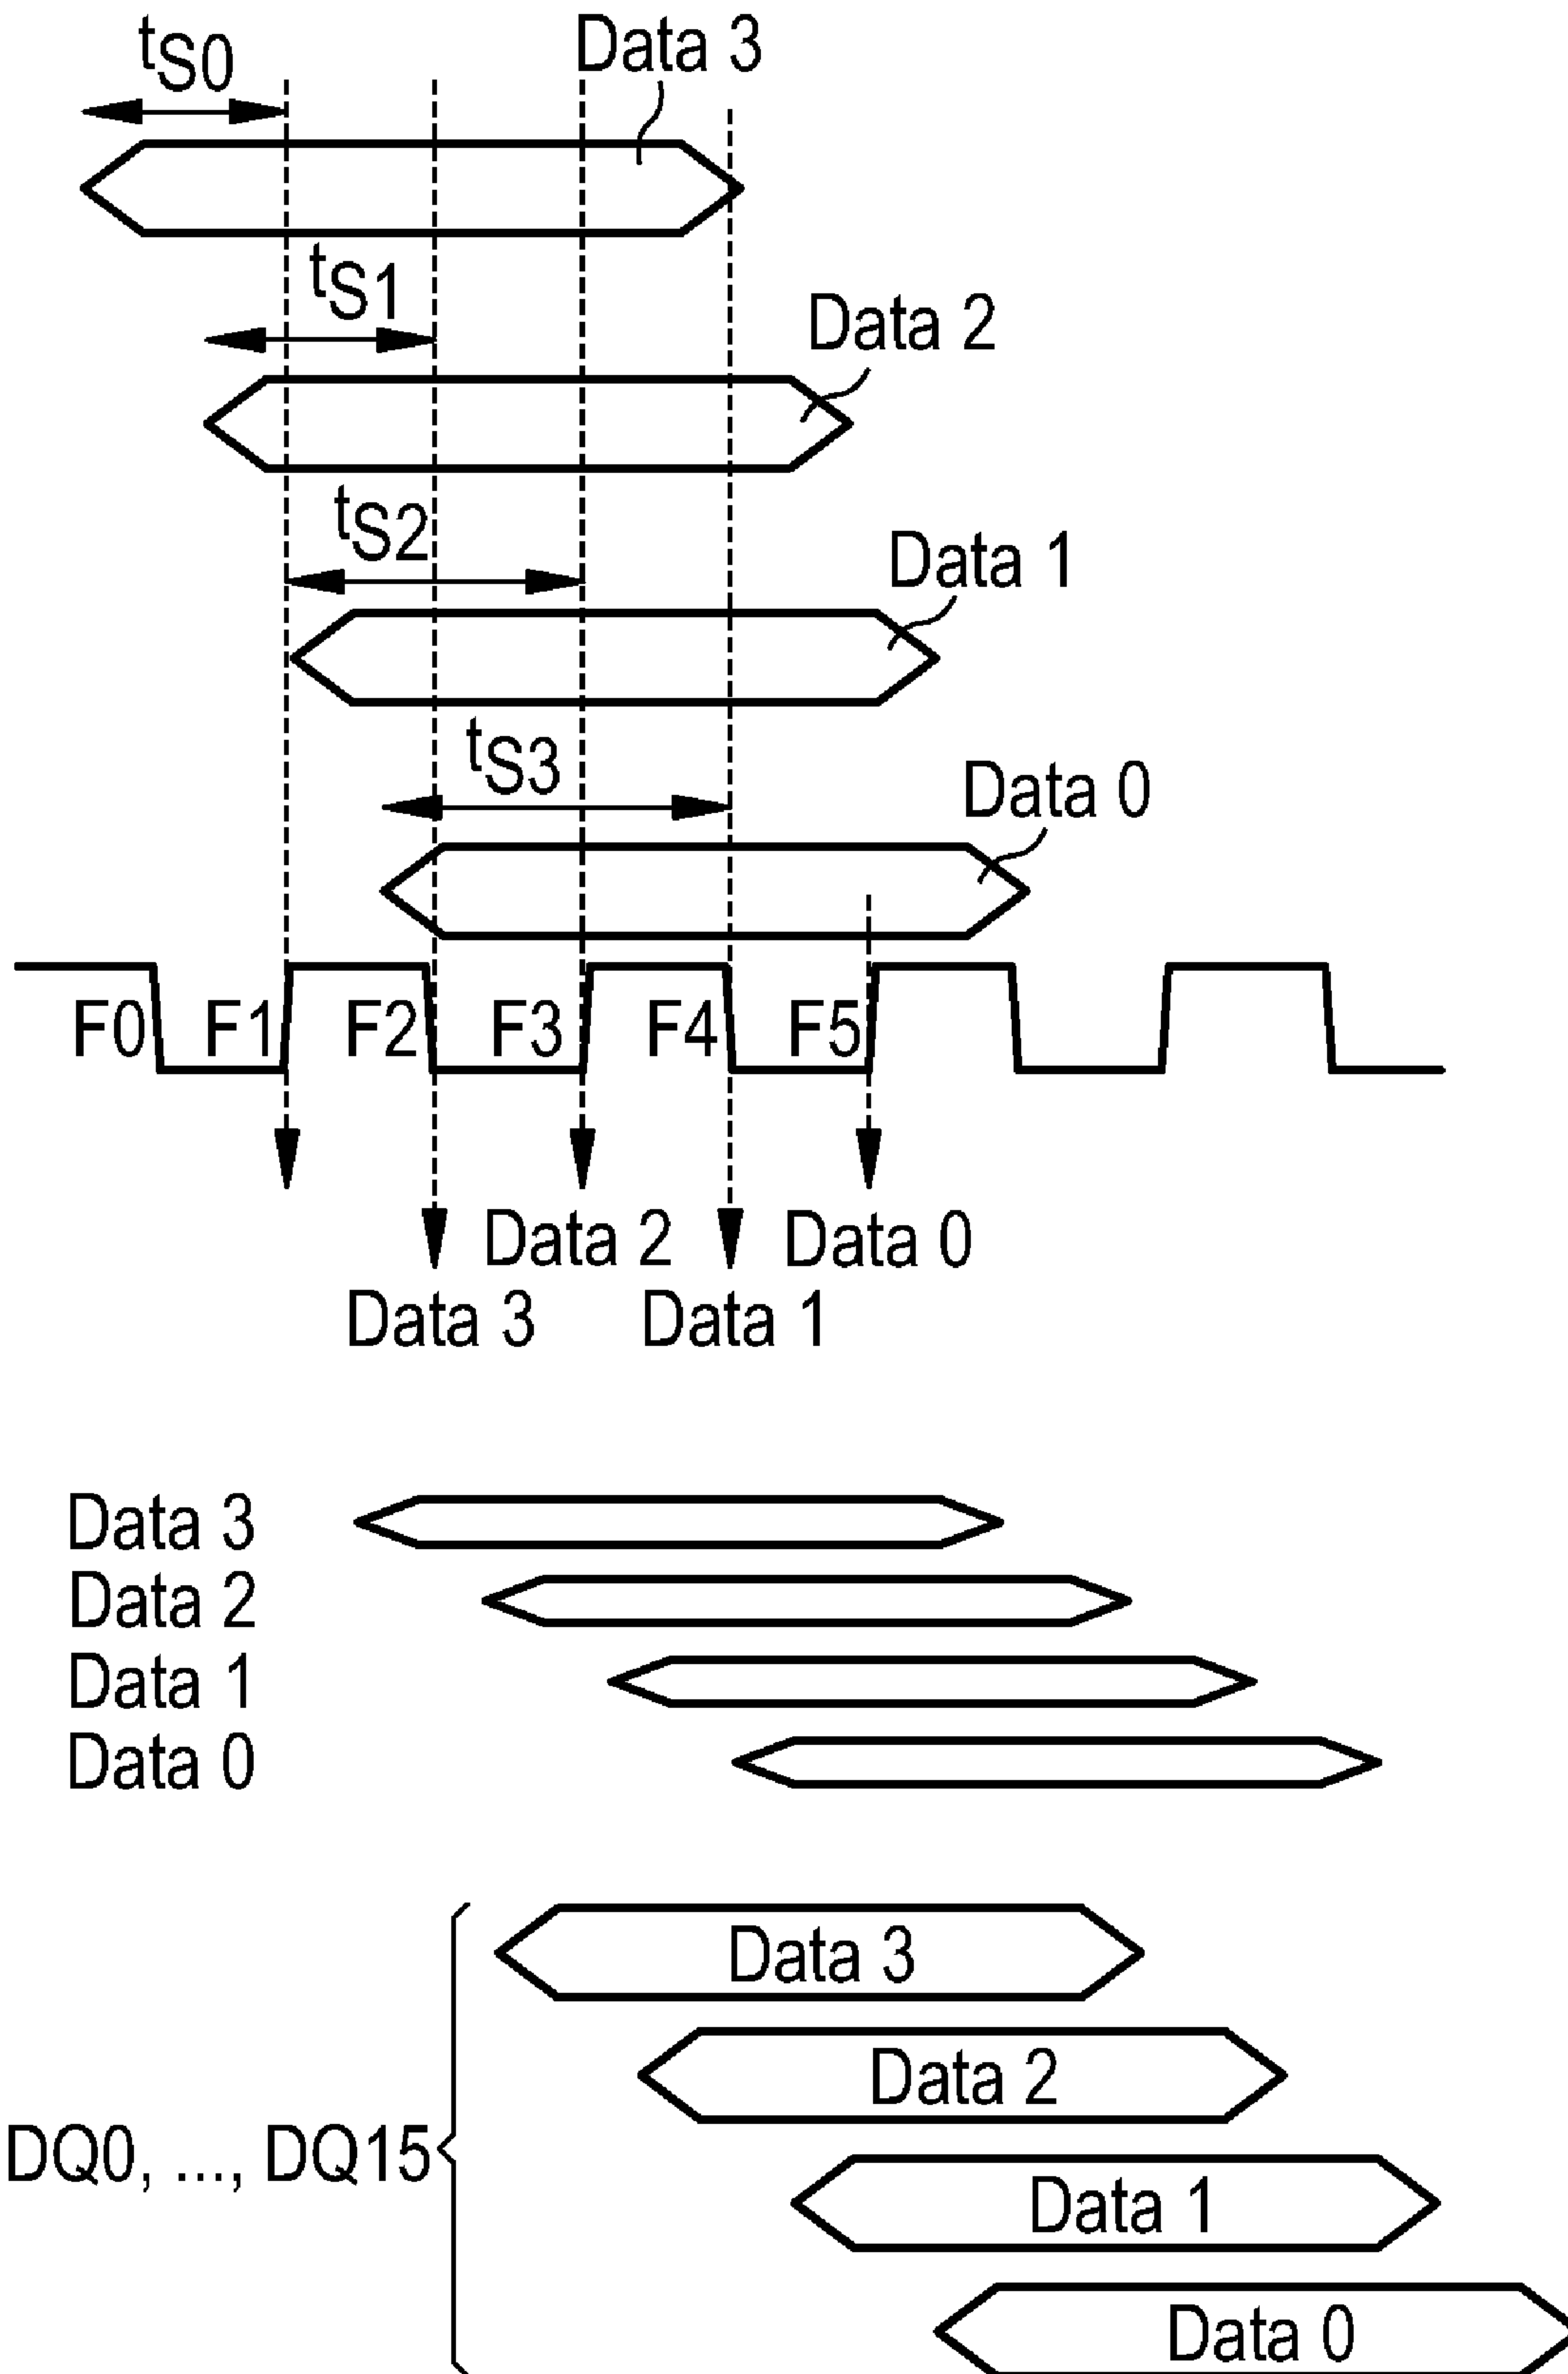 tS0
Data 3
tS1
Data 2
tS2
Data 1
tS3
Data 0
F0 F1 F2 F3 F4 F5
Data 2 Data 0
Data 3 Data 1
Data 3
Data 2
Data 1
Data 0
Data 3
Data 2
DQ0, ..., DQ15
Data 1
Data 0